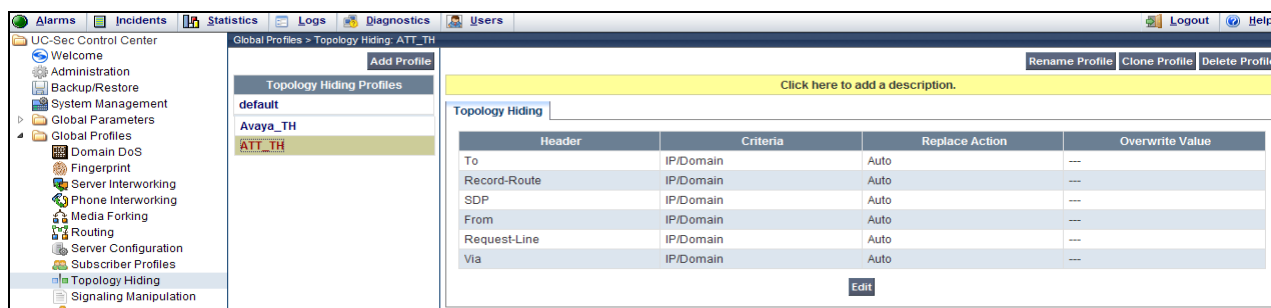 Alarms Incidents Statistics Logs Diagnostics Users Logout Help
UC-Sec Control Center
Welcome
Administration
Backup/Restore
System Management
Global Parameters
Global Profiles
Domain DoS
Fingerprint
Server Interworking
Phone Interworking
Media Forking
Routing
Server Configuration
Subscriber Profiles
Topology Hiding
Signaling Manipulation
Global Profiles > Topology Hiding: ATT_TH
Add Profile
Topology Hiding Profiles
default
Avaya_TH
ATT_TH
Rename Profile Clone Profile Delete Profile
Click here to add a description.
Topology Hiding
Header Criteria Replace Action Overwrite Value
To IP/Domain Auto ---
Record-Route IP/Domain Auto ---
SDP IP/Domain Auto ---
From IP/Domain Auto ---
Request-Line IP/Domain Auto ---
Via IP/Domain Auto ---
Edit